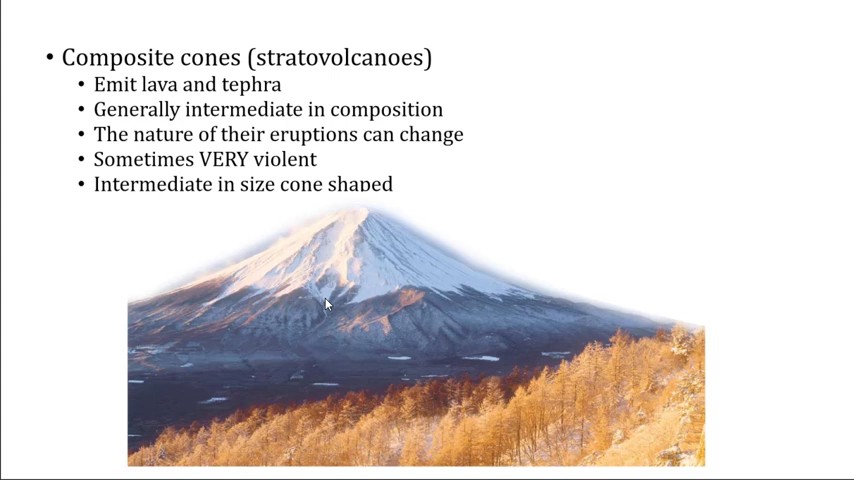 • Composite cones (stratovolcanoes)
• Emit lava and tephra
• Generally intermediate in composition
• The nature of their eruptions can change
• Sometimes VERY violent
• Intermediate in size cone shaped